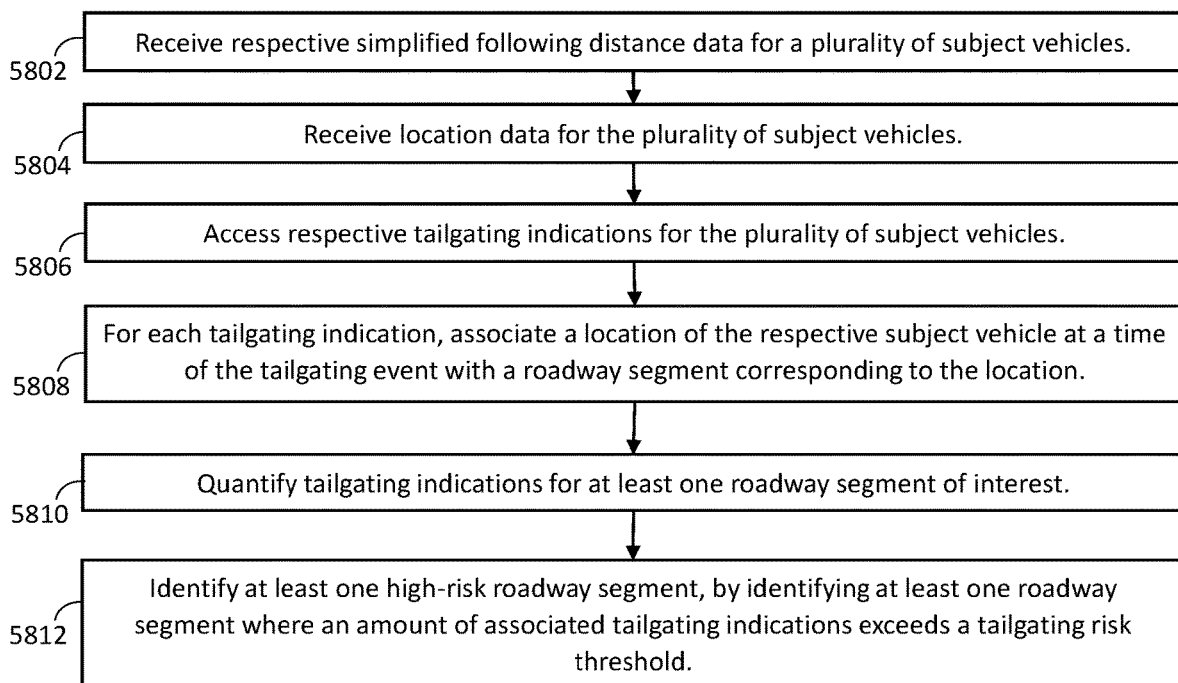 Receive respective simplified following distance data for a plurality of subject vehicles.
5802
Receive location data for the plurality of subject vehicles.
5804
Access respective tailgating indications for the plurality of subject vehicles.
5806
For each tailgating indication, associate a location of the respective subject vehicle at a time
of the tailgating event with a roadway segment corresponding to the location.
5808
Quantify tailgating indications for at least one roadway segment of interest.
5810
Identify at least one high-risk roadway segment, by identifying at least one roadway
segment where an amount of associated tailgating indications exceeds a tailgating risk
threshold.
5812